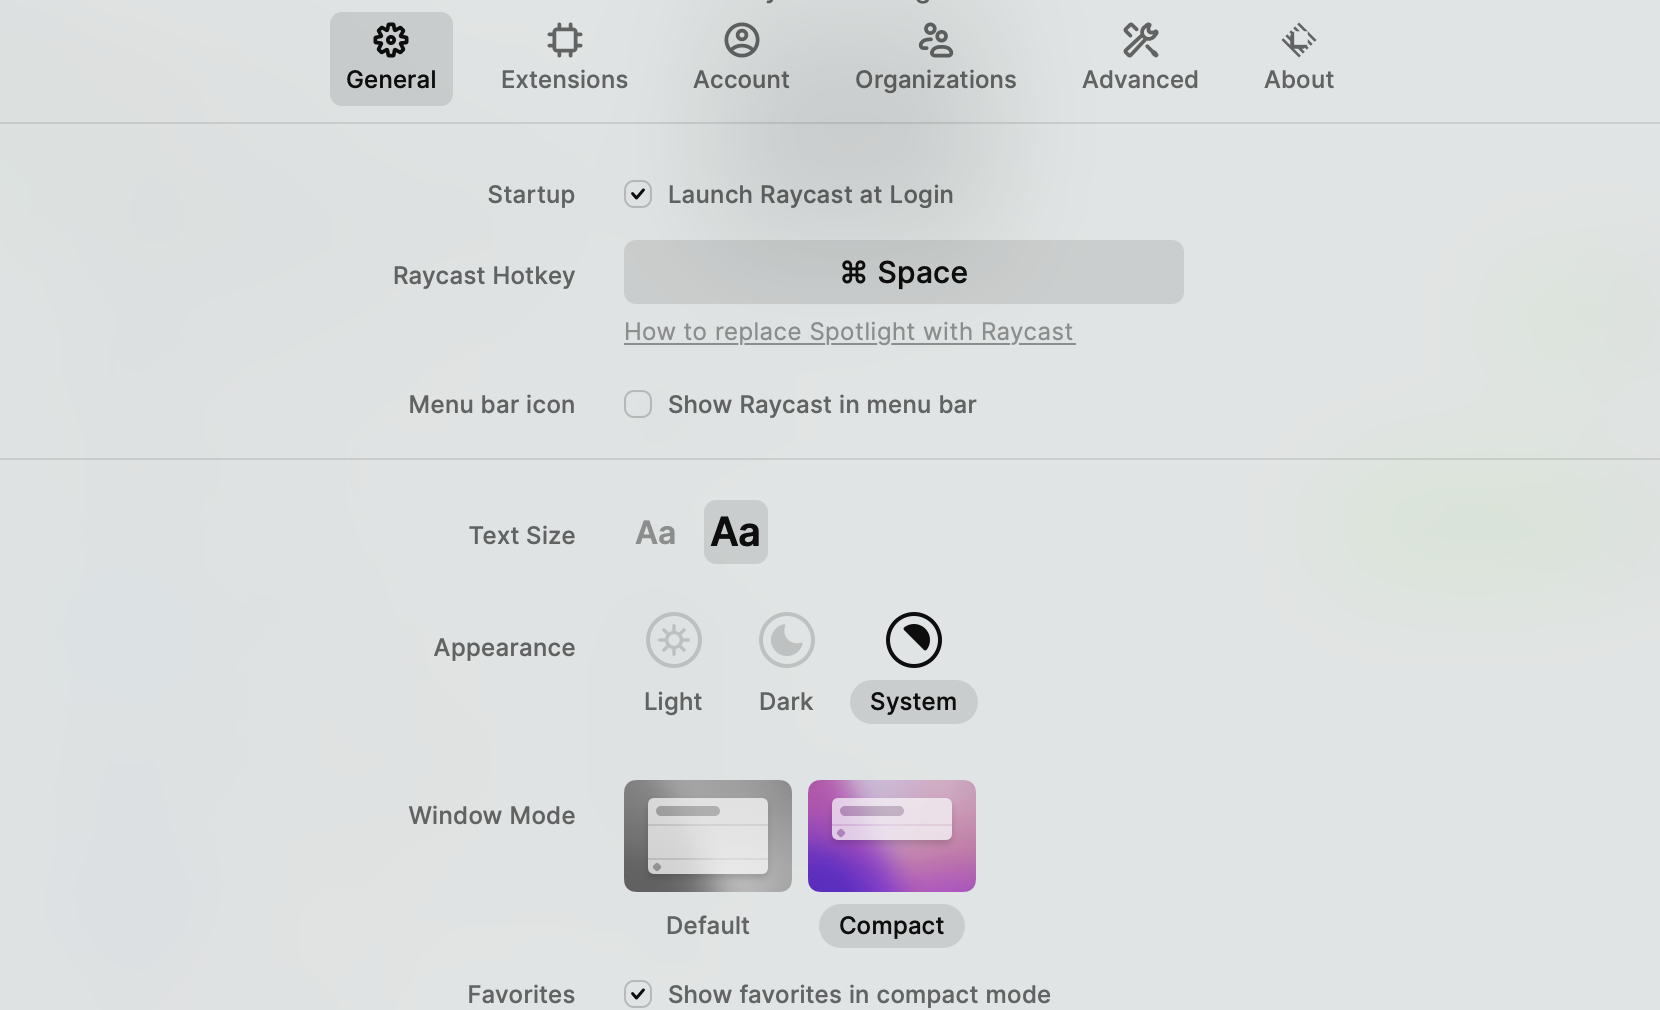 General
Extensions
Account
Organizations
Advanced
About
Startup
Launch Raycast at Login
Raycast Hotkey
⌘ Space
How to replace Spotlight with Raycast
Menu bar icon
Show Raycast in menu bar
Text Size
Aa
Aa
Appearance
Light
Dark
System
Window Mode
Default
Compact
Favorites
Show favorites in compact mode